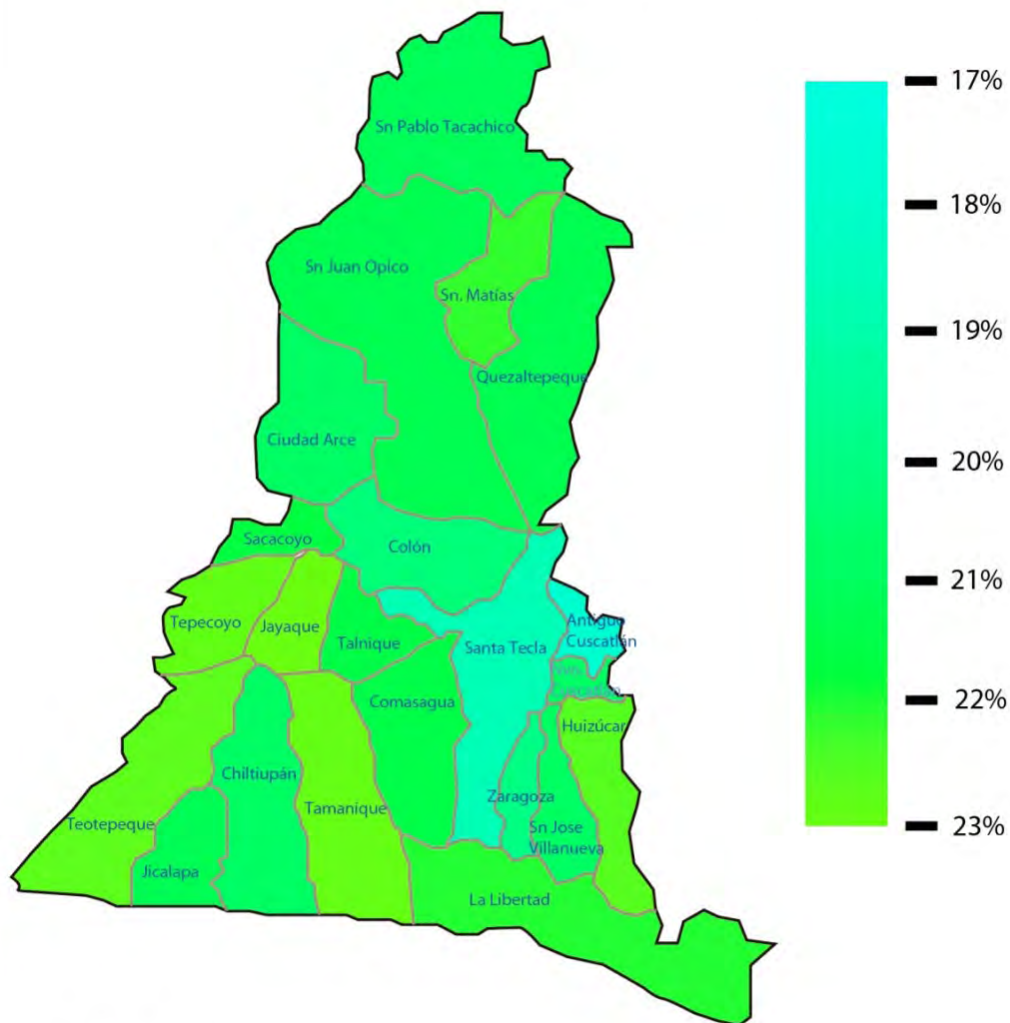 Sn Pablo Tacachico
Sn Juan Opico
Sn. Matías
Quezaltepeque
Ciudad Arce
Sacacoyo
Colón
Tepecoyo
Jayaque
Talnique
Santa Tecla
Antiguo
Cuscatlán
Comasagua
Huizúcar
Chiltiupán
Tamanique
Zaragoza
Teotepeque
Sn Jose
Villanueva
Jicalapa
La Libertad
17%
18%
19%
20%
21%
22%
23%